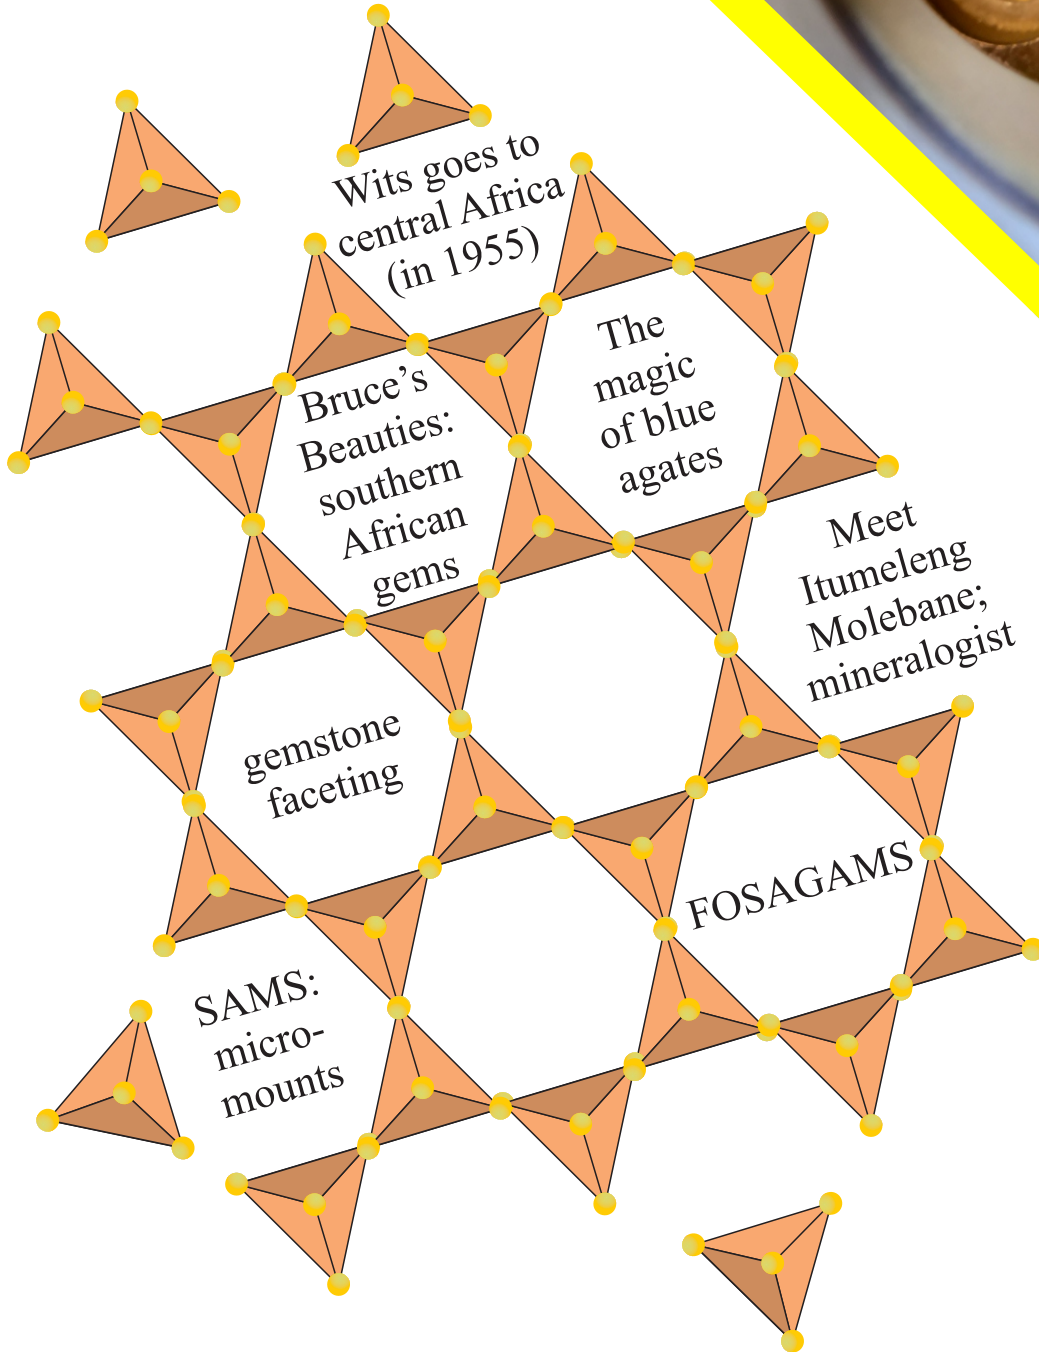 Wits goes to
central Africa
(in 1955)
The
magic
of blue
agates
Bruce’s
Beauties:
southern
African
gems
Meet
Itumeleng
Molebane;
mineralogist
gemstone
faceting
FOSAGAMS
SAMS:
micro-
mounts